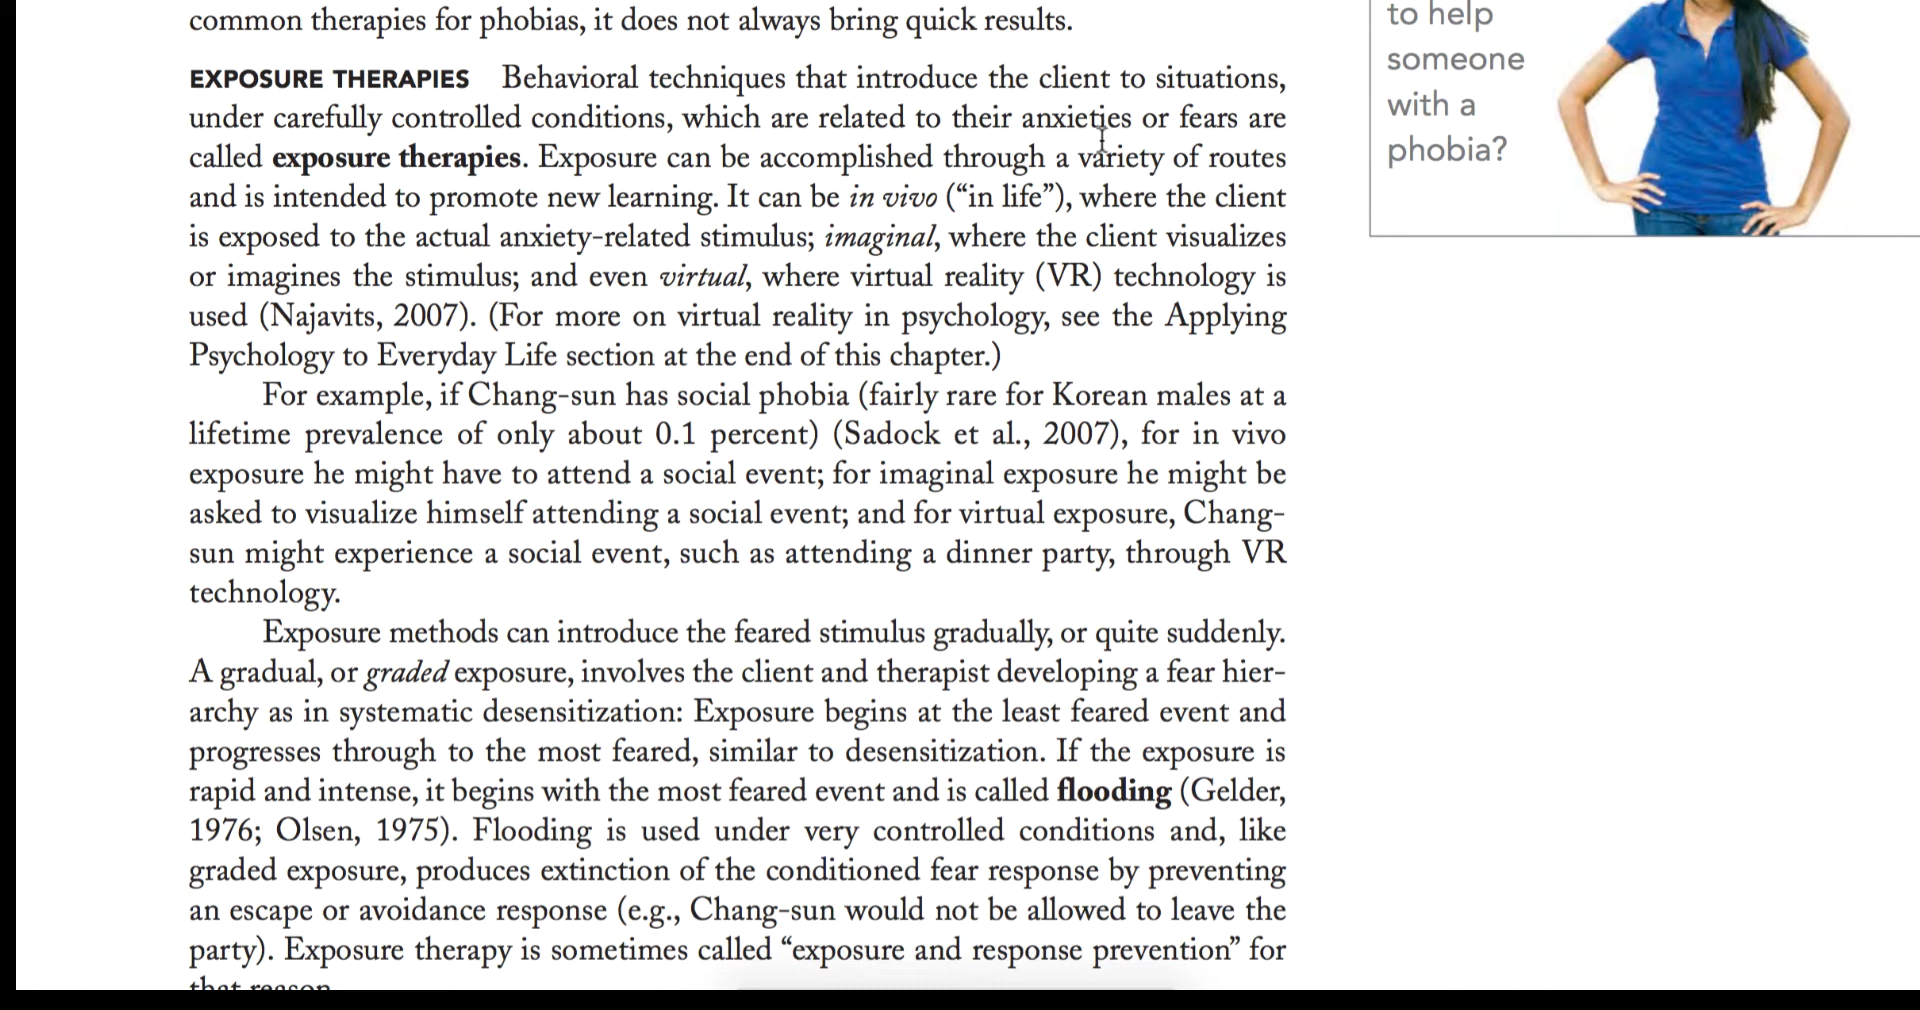 common therapies for phobias, it does not always bring quick results.
EXPOSURE THERAPIES Behavioral techniques that introduce the client to situations,
under carefully controlled conditions, which are related to their anxieties or fears are
called exposure therapies. Exposure can be accomplished through a variety of routes
and is intended to promote new learning. It can be in vivo (“in life”), where the client
is exposed to the actual anxiety-related stimulus; imaginal, where the client visualizes
or imagines the stimulus; and even virtual, where virtual reality (VR) technology is
used (Najavits, 2007). (For more on virtual reality in psychology, see the Applying
Psychology to Everyday Life section at the end of this chapter.)
For example, if Chang-sun has social phobia (fairly rare for Korean males at a
lifetime prevalence of only about 0.1 percent) (Sadock et al., 2007), for in vivo
exposure he might have to attend a social event; for imaginal exposure he might be
asked to visualize himself attending a social event; and for virtual exposure, Chang-
sun might experience a social event, such as attending a dinner party, through VR
technology.
Exposure methods can introduce the feared stimulus gradually, or quite suddenly.
A gradual, or graded exposure, involves the client and therapist developing a fear hier-
archy as in systematic desensitization: Exposure begins at the least feared event and
progresses through to the most feared, similar to desensitization. If the exposure is
rapid and intense, it begins with the most feared event and is called flooding (Gelder,
1976; Olsen, 1975). Flooding is used under very controlled conditions and, like
graded exposure, produces extinction of the conditioned fear response by preventing
an escape or avoidance response (e.g., Chang-sun would not be allowed to leave the
party). Exposure therapy is sometimes called “exposure and response prevention” for
that reason
to help
someone
with a
phobia?